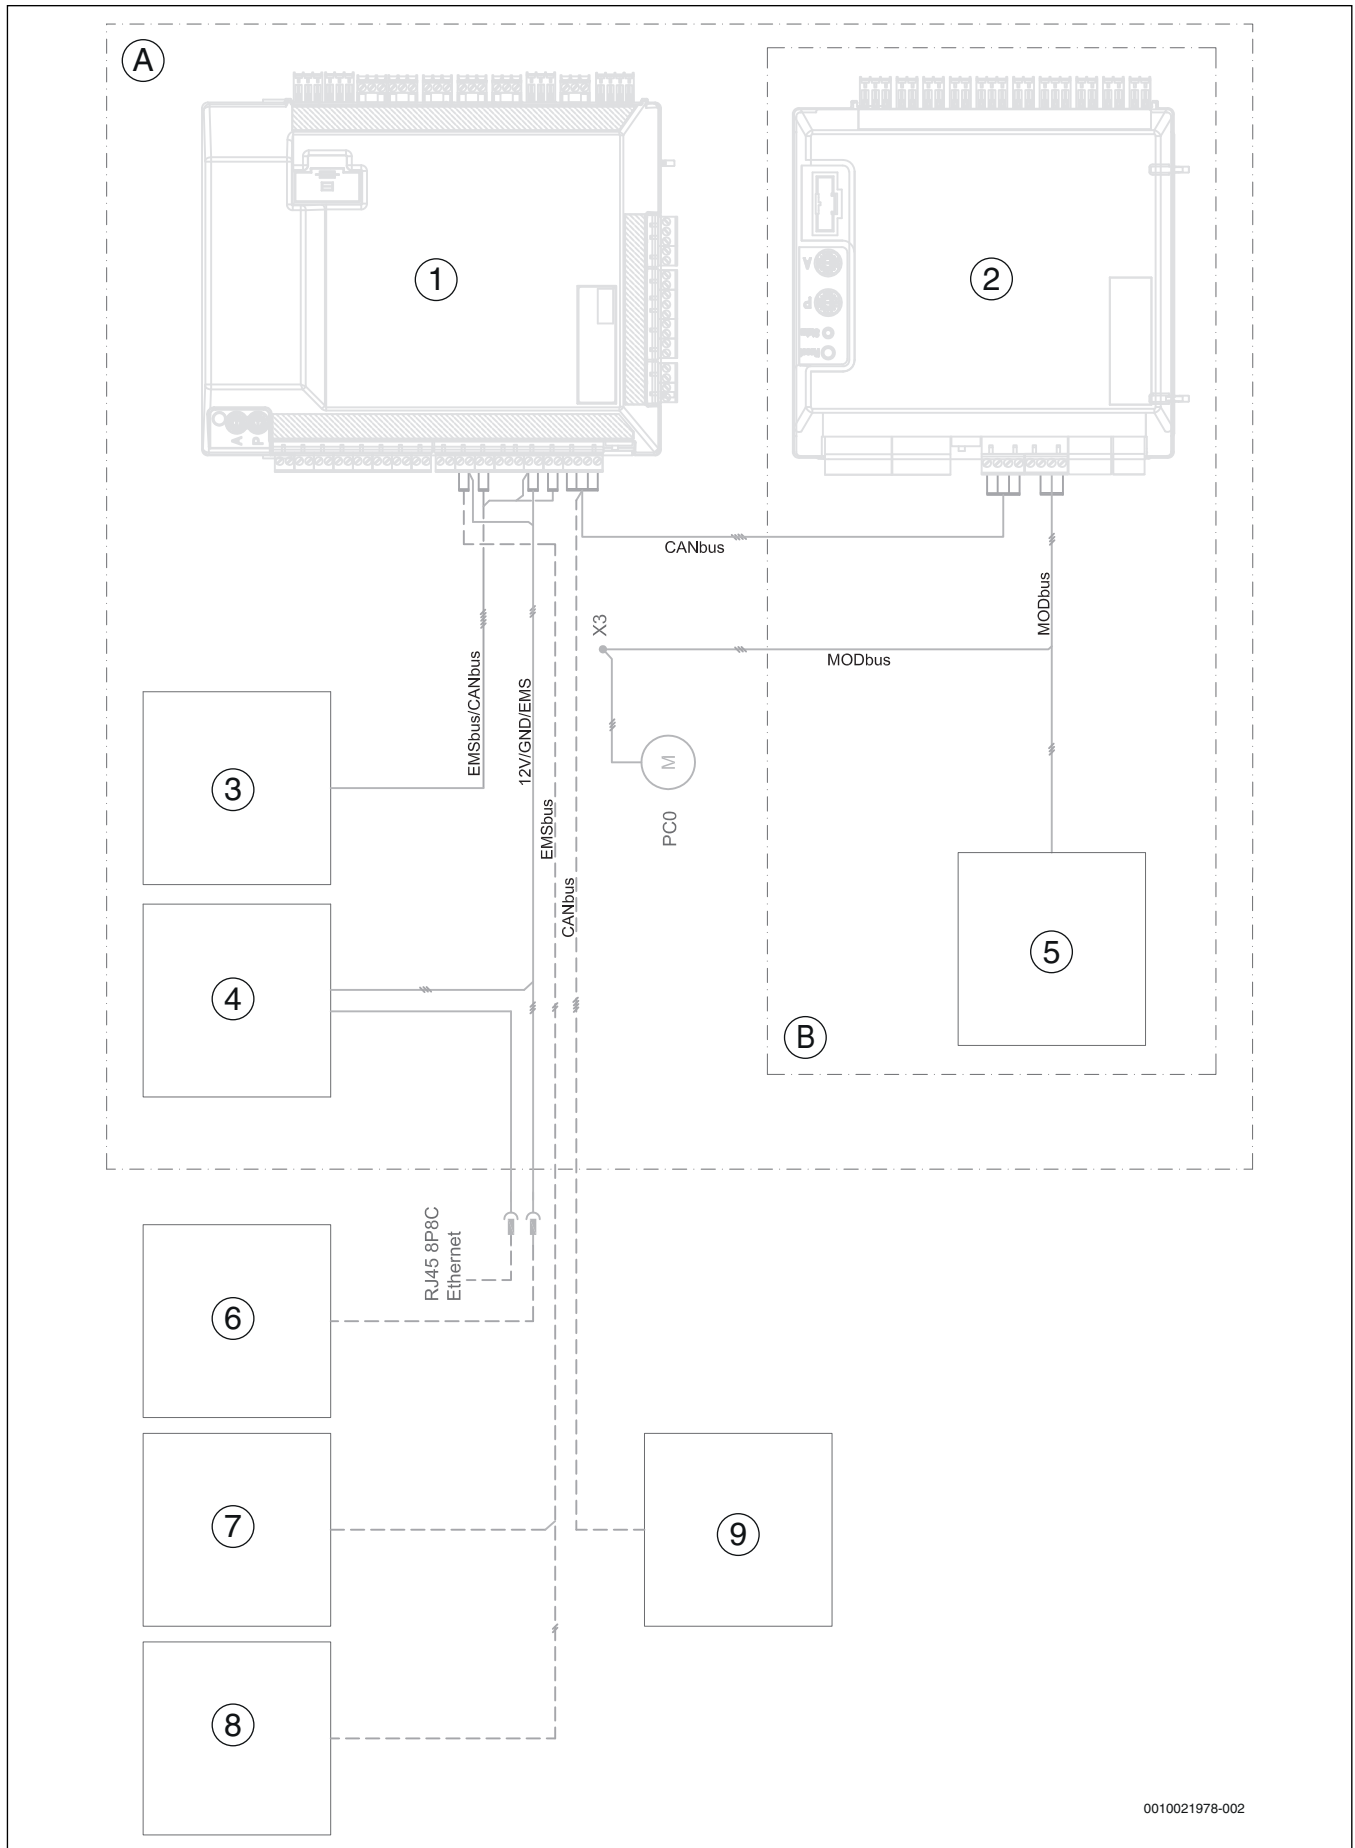 A
1
A
P
2
A
P
CANbus
MODbus
X3
MODbus
EMSbus/CANbus
12V/GND/EMS
M
PC0
3
EMSbus
CANbus
4
5
B
RJ45 8P8C
Ethernet
6
7
9
8
0010021978-002